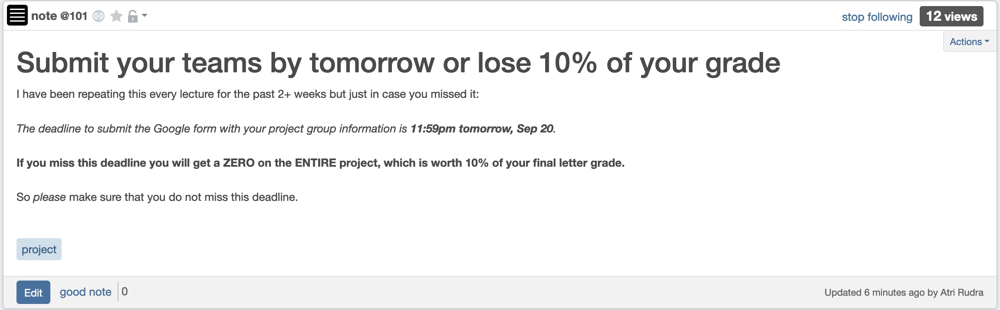 note @101
stop following
12 views
Actions
Submit your teams by tomorrow or lose 10% of your grade
I have been repeating this every lecture for the past 2+ weeks but just in case you missed it:
The deadline to submit the Google form with your project group information is 11:59pm tomorrow, Sep 20.
If you miss this deadline you will get a ZERO on the ENTIRE project, which is worth 10% of your final letter grade.
So please make sure that you do not miss this deadline.
project
Edit
good note
0
Updated 6 minutes ago by Atri Rudra